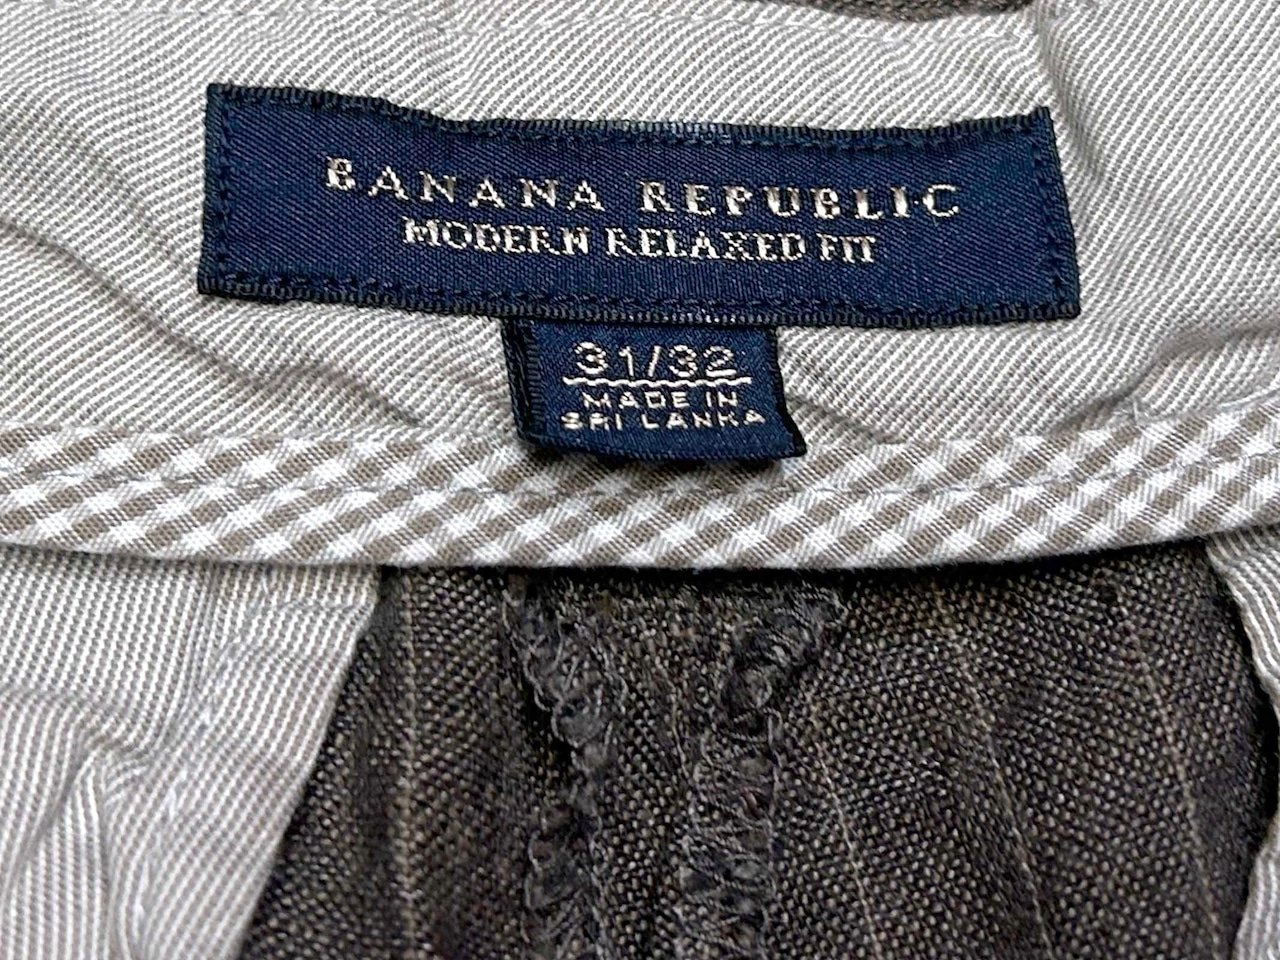 BANANA REPUBLIC
MODERN RELAXED FIT
31/32
MADE IN
SRI LANKA